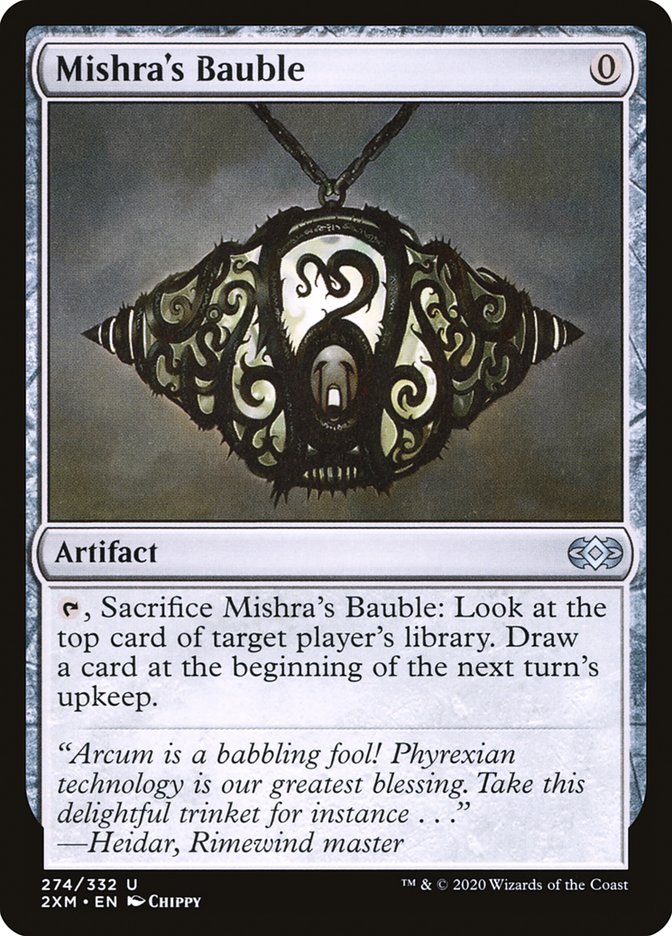 Mishra's Bauble 0
Artifact
, Sacrifice Mishra's Bauble: Look at the
top card of target player's library. Draw
a card at the beginning of the next turn's
upkeep.
“Arcum is a babbling fool! Phyrexian
technology is our greatest blessing. Take this
delightful trinket for instance . . .”
—Heidar, Rimewind master
274/332 U
2XM • EN CHIPPY
™ & © 2020 Wizards of the Coast